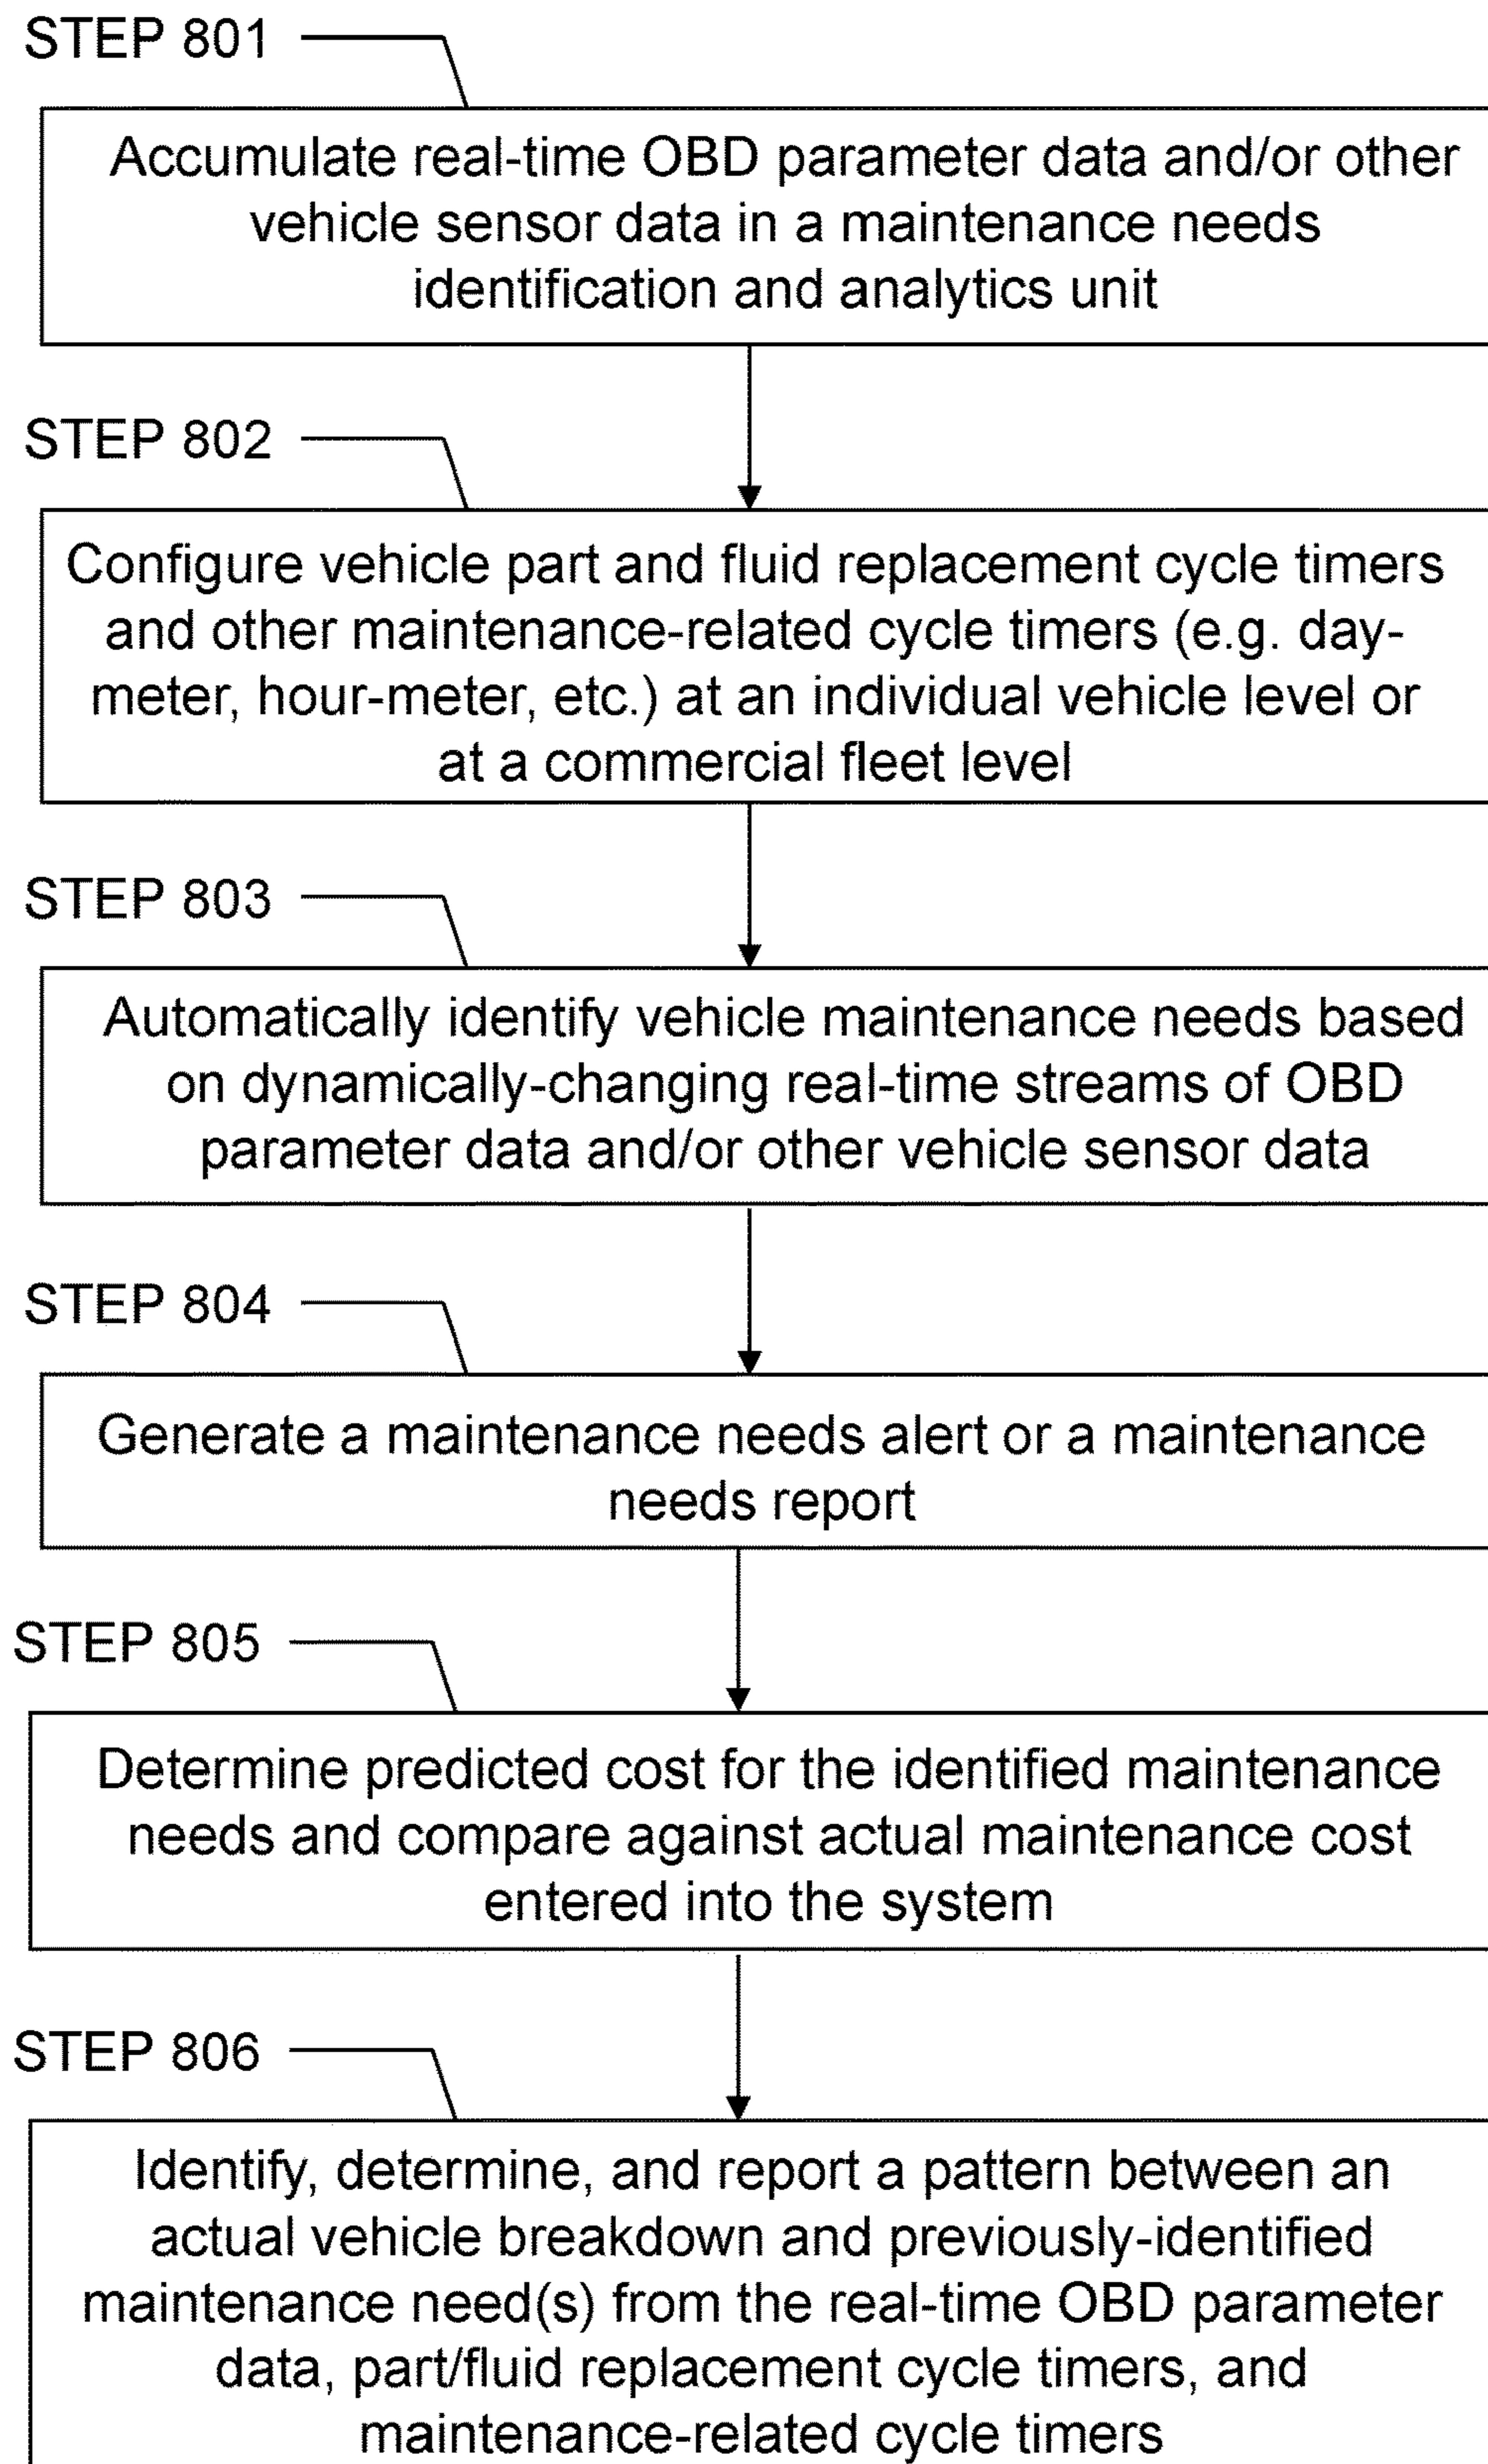 STEP 801
Accumulate real-time OBD parameter data and/or other
vehicle sensor data in a maintenance needs
identification and analytics unit
STEP 802
Configure vehicle part and fluid replacement cycle timers
and other maintenance-related cycle timers (e.g. day-
meter, hour-meter, etc.) at an individual vehicle level or
at a commercial fleet level
STEP 803
Automatically identify vehicle maintenance needs based
on dynamically-changing real-time streams of OBD
parameter data and/or other vehicle sensor data
STEP 804
Generate a maintenance needs alert or a maintenance
needs report
STEP 805
Determine predicted cost for the identified maintenance
needs and compare against actual maintenance cost
entered into the system
STEP 806
Identify, determine, and report a pattern between an
actual vehicle breakdown and previously-identified
maintenance need(s) from the real-time OBD parameter
data, part/fluid replacement cycle timers, and
maintenance-related cycle timers